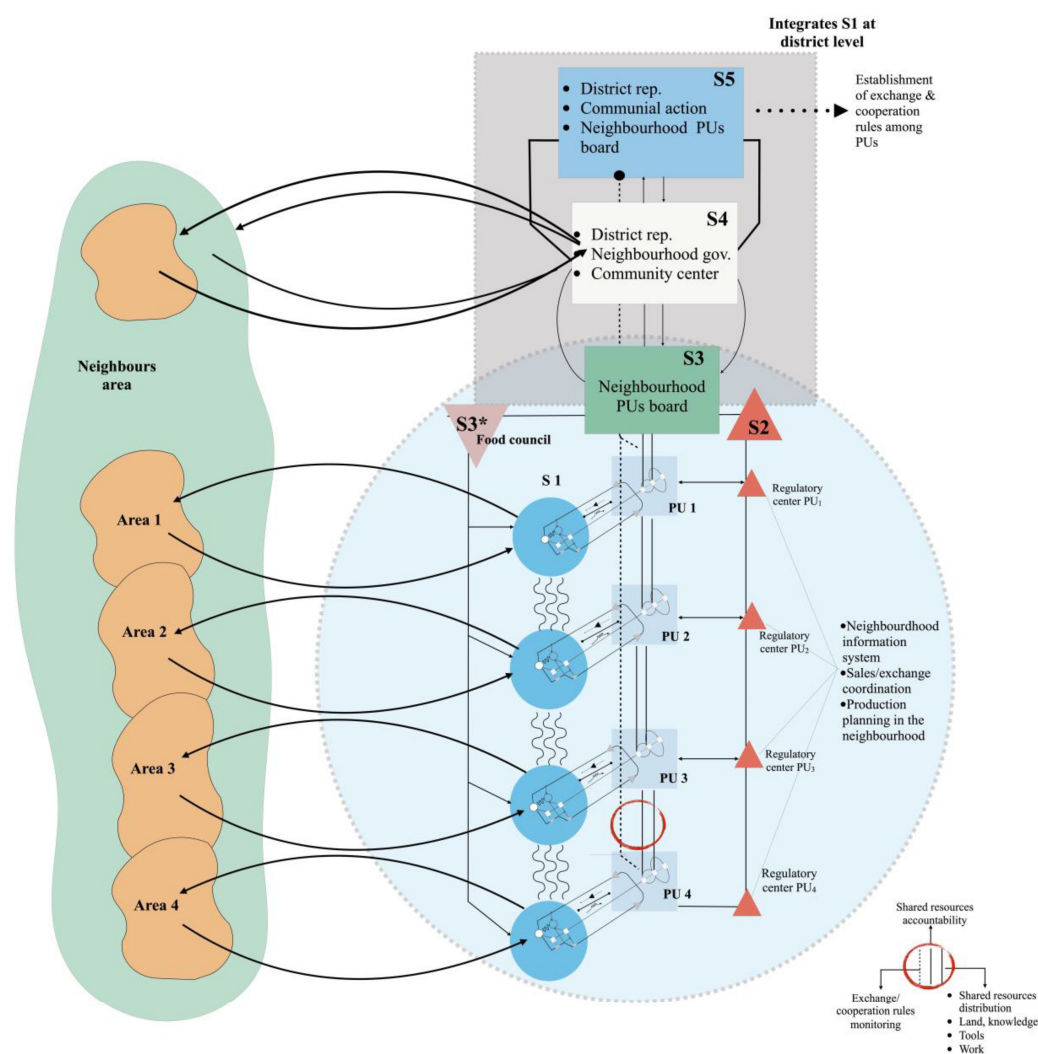 Integrates S1 at
district level
S5
• District rep.
• Communial action
• Neighbourhood PUs
board
Establishment
of exchange &
cooperation
rules among
PUs
S4
• District rep.
• Neighbourhood gov.
• Community center
S3
Neighbourhood
PUs board
Neighbours
area
S3*
Food council
S2
S 1
PU 1
Regulatory
center PU1
Area 1
PU 2
Regulatory
center PU2
Area 2
•Neighbourdhood
information
system
•Sales/exchange
coordination
•Production
planning in the
neighbourhood
PU 3
Regulatory
center PU3
Area 3
PU 4
Regulatory
center PU4
Area 4
Shared resources
accountability
Exchange/
cooperation rules
monitoring
• Shared resources
distribution
• Land, knowledge
• Tools
• Work